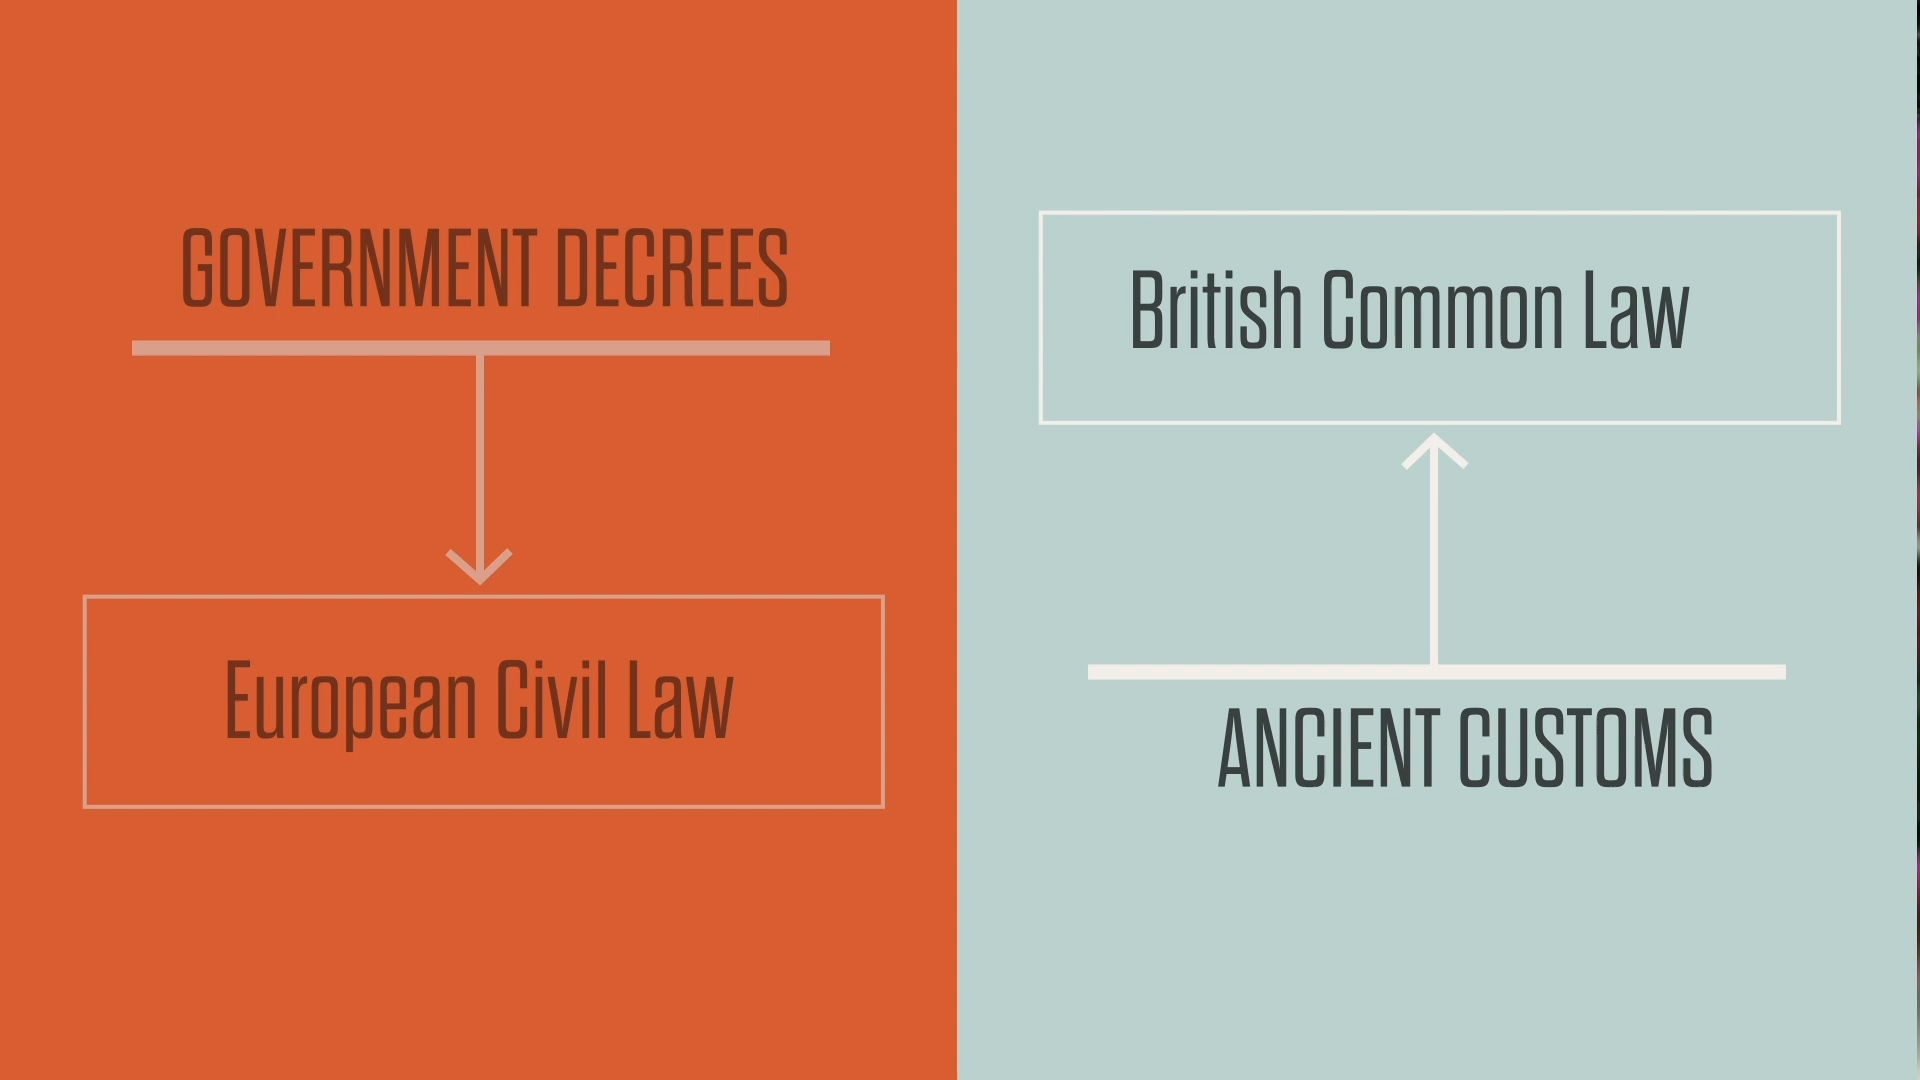 GOVERNMENT DECREES
European Civil Law
British Common Law
ANCIENT CUSTOMS